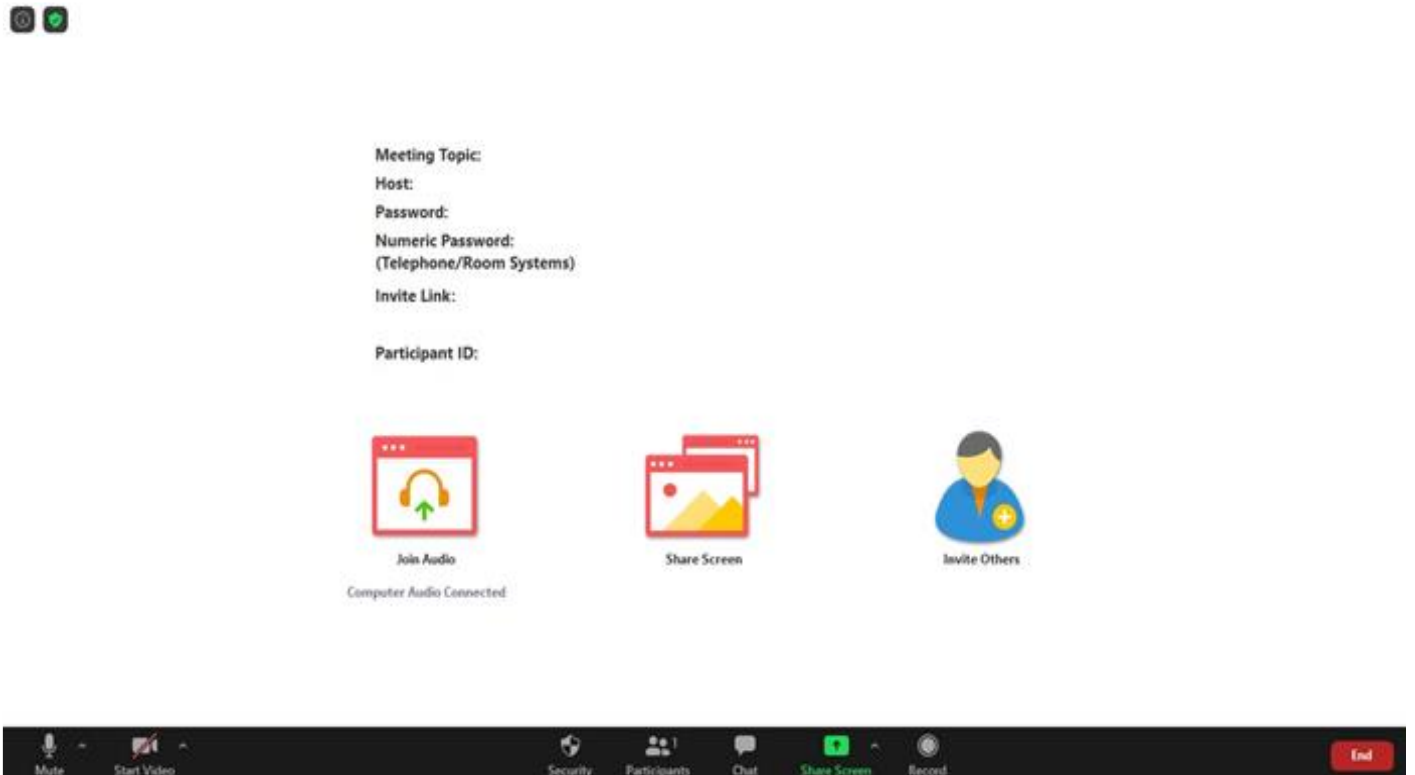 Meeting Topic:
Host:
Password:
Numeric Password:
(Telephone/Room Systems)
Invite Link:
Participant ID:
Join Audio
Share Screen
Invite Others
Computer Audio Connected
Mute
Start Video
Security
Participants
1
Chat
Share Screen
Record
End